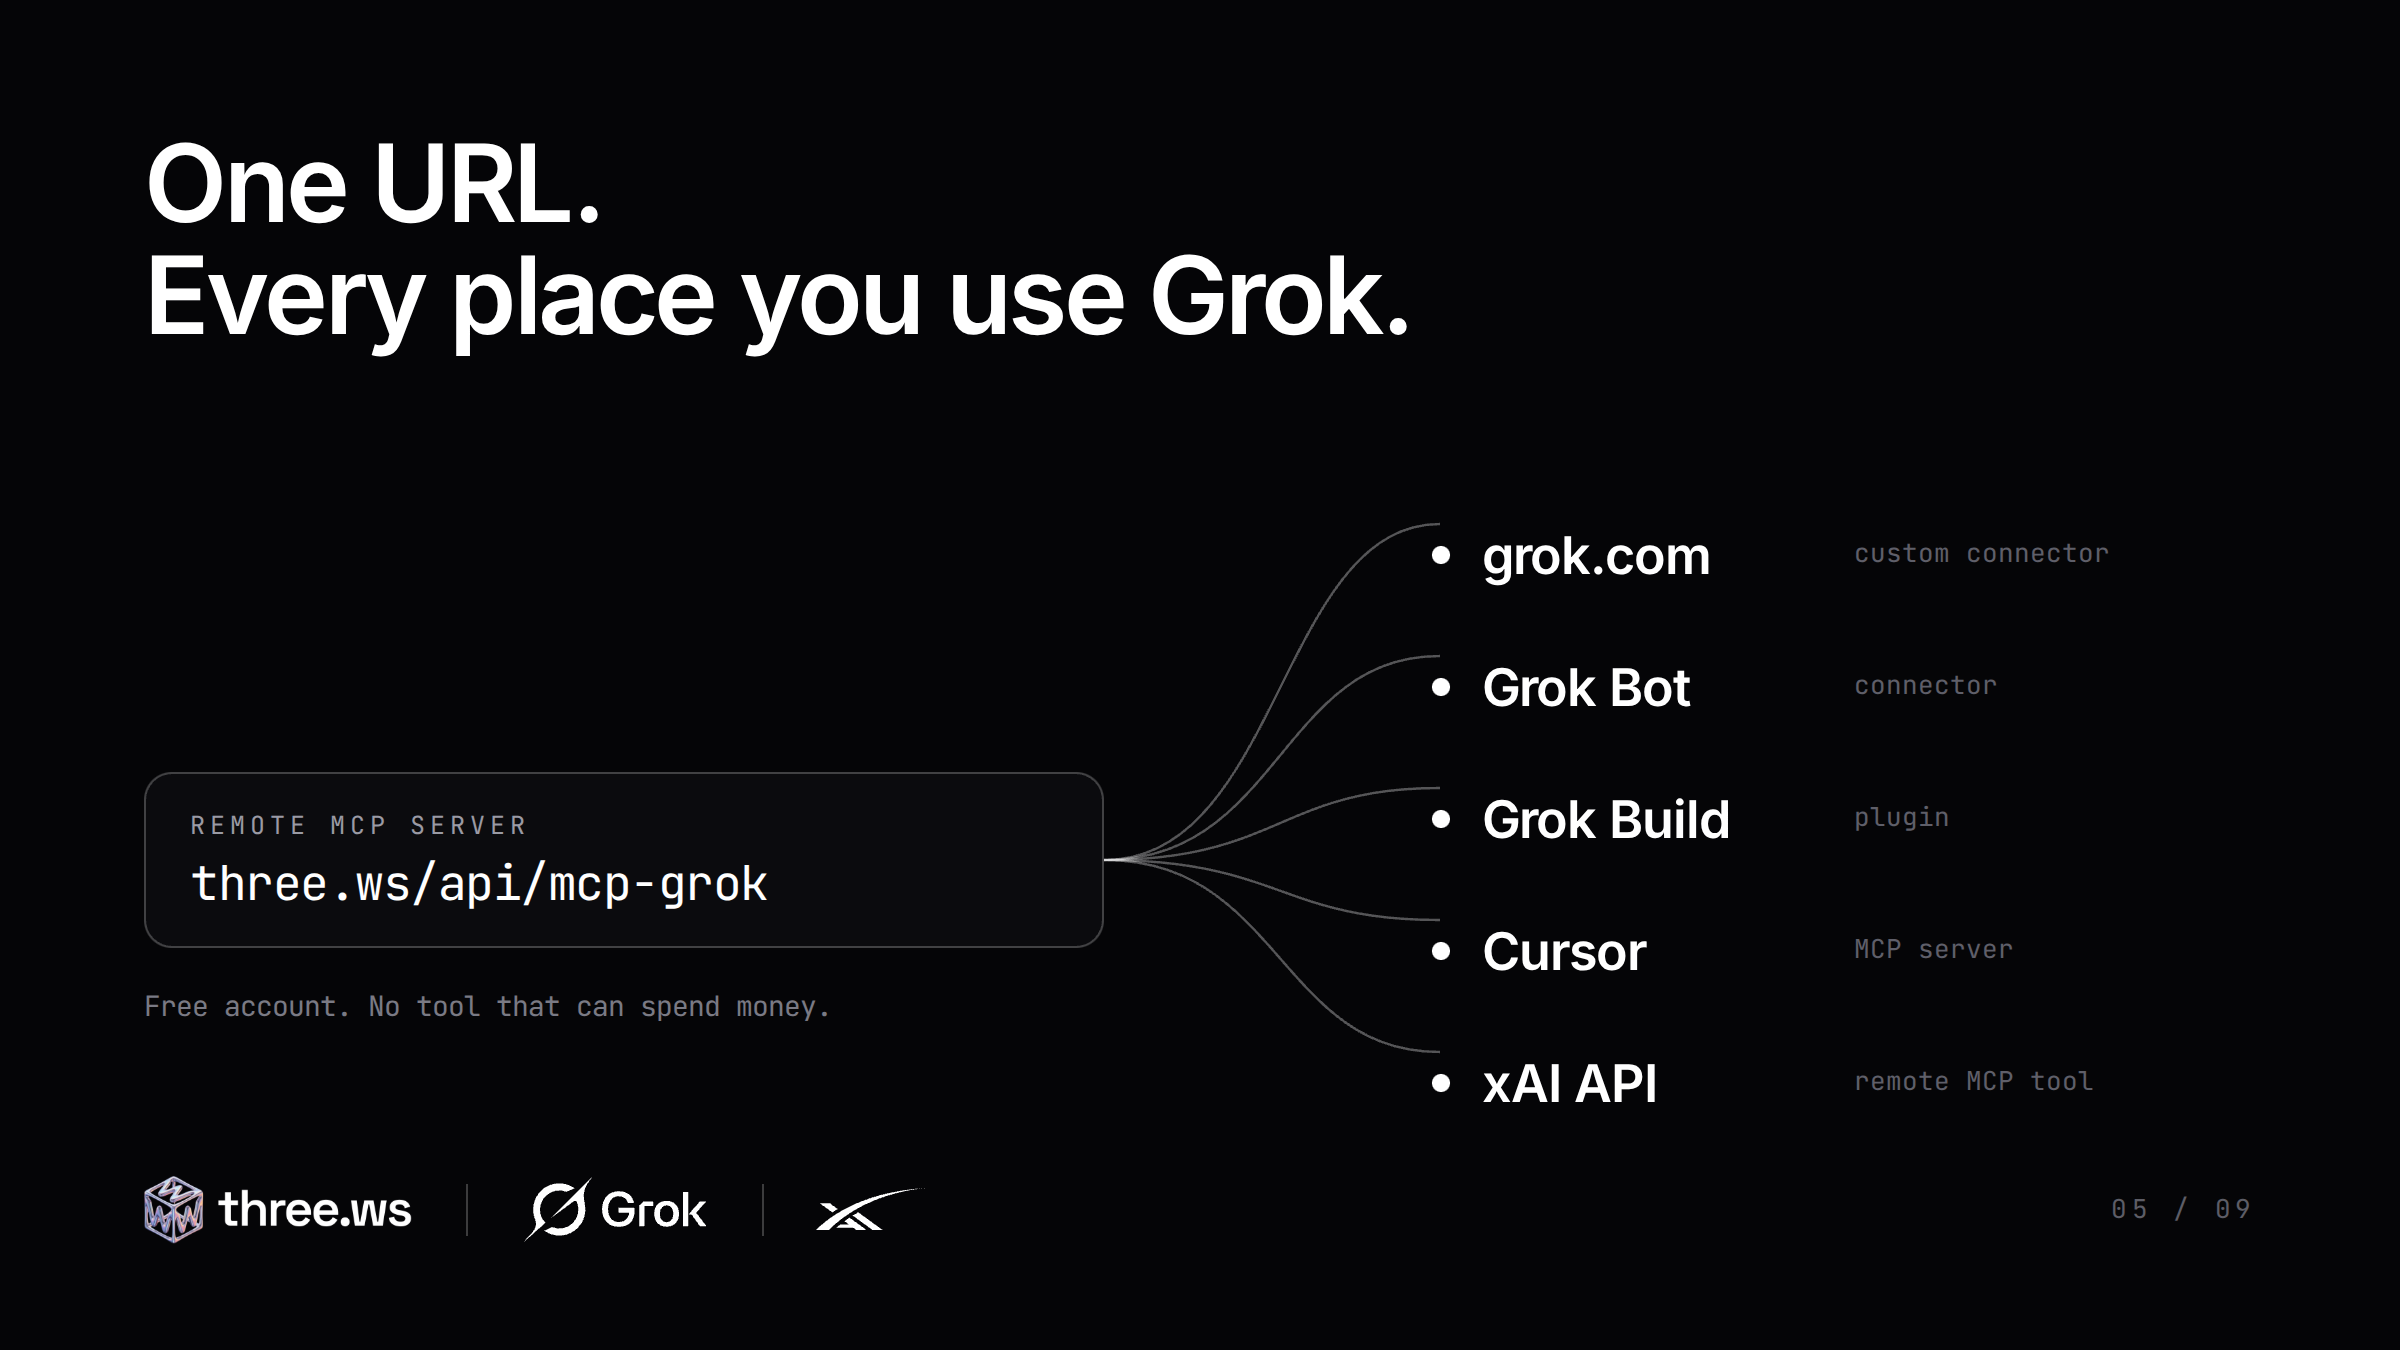 One URL.
Every place you use Grok.
grok.com custom connector
Grok Bot connector
Grok Build plugin
Cursor MCP server
xAI API remote MCP tool
REMOTE MCP SERVER
three.ws/api/mcp-grok
Free account. No tool that can spend money.
three.ws Grok 05 / 09